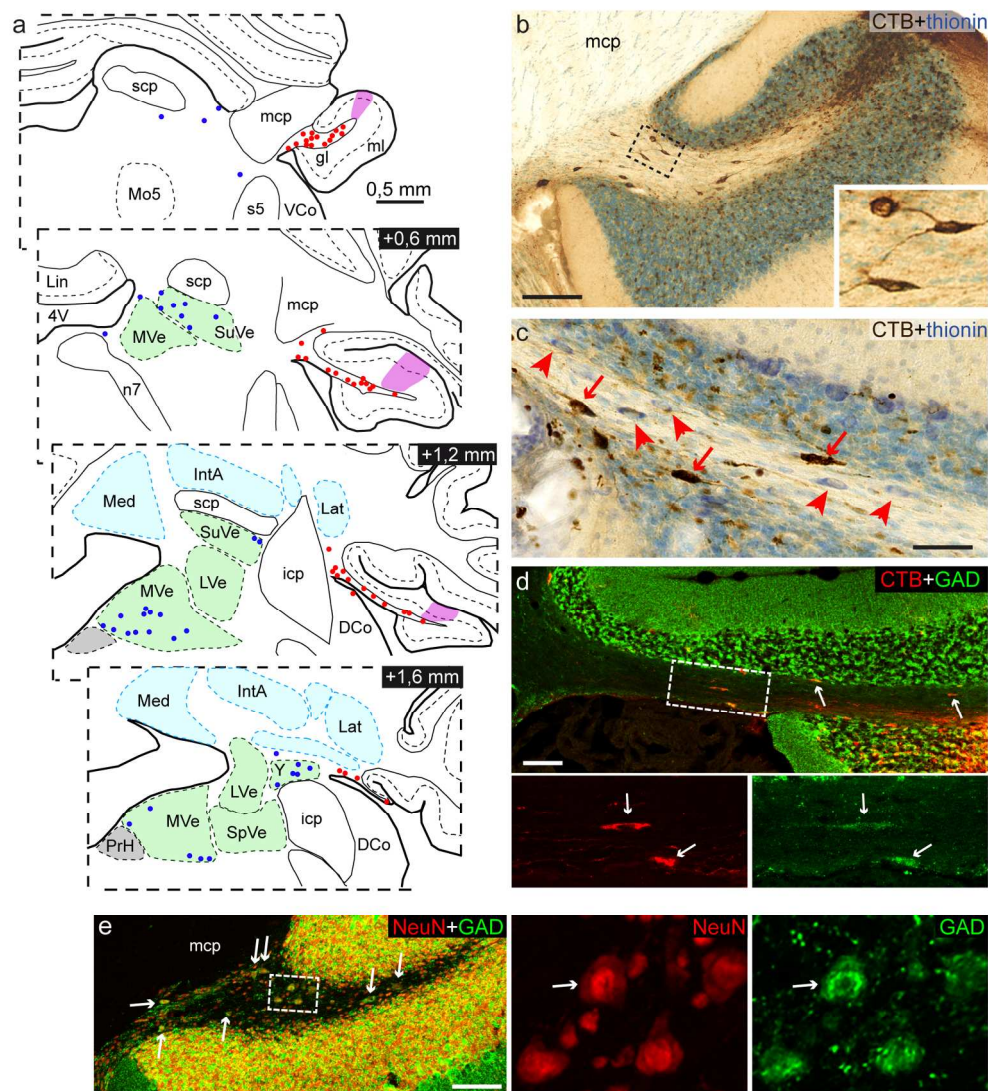 a
scp
mcp
gl
ml
0,5 mm
Mo5
s5
VCo
+0,6 mm
Lin
scp
4V
mcp
MVe
SuVe
n7
+1,2 mm
Med
IntA
scp
Lat
SuVe
LVe
icp
MVe
DCo
+1,6 mm
Med
IntA
Lat
Y
LVe
MVe
SpVe
icp
DCo
PrH
b
mcp
CTB+thionin
c
CTB+thionin
d
CTB+GAD
e
NeuN+GAD
mcp
NeuN
GAD